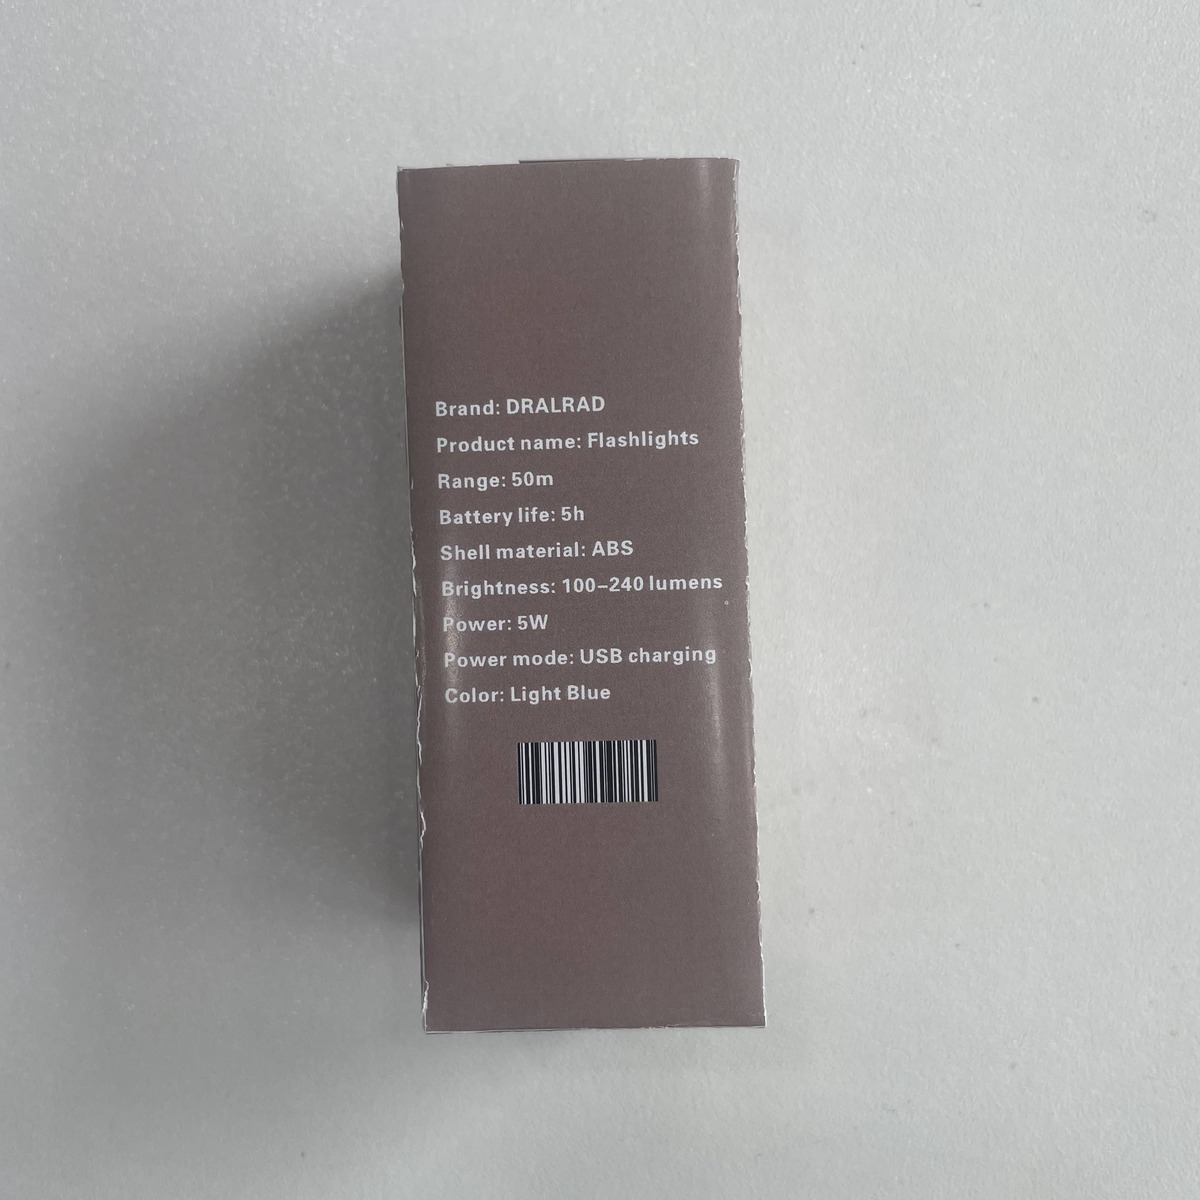 Brand: DRALRAD
Product name: Flashlights
Range: 50m
Battery life: 5h
Shell material: ABS
Brightness: 100–240 lumens
Power: 5W
Power mode: USB charging
Color: Light Blue